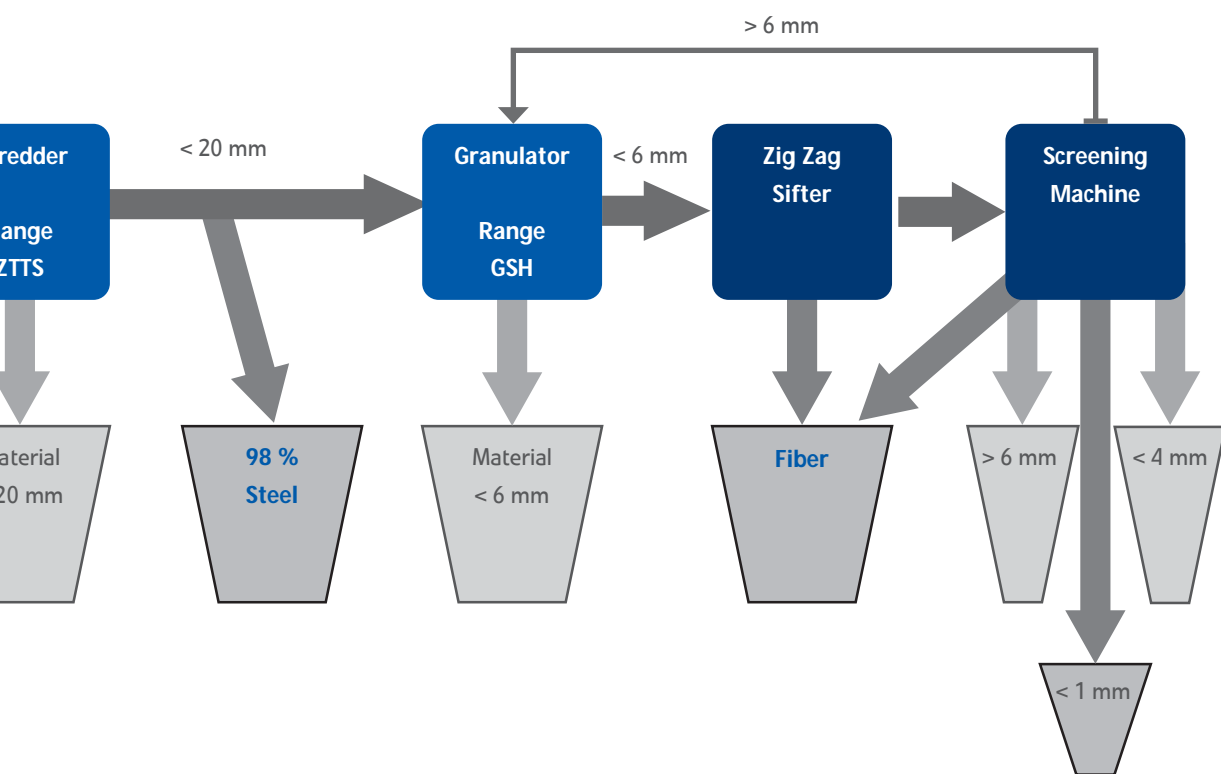 > 6 mm
redder
< 20 mm
Granulator
< 6 mm
Zig Zag
Sifter
Screening
Machine
ange
ZTTS
Range
GSH
aterial
20 mm
98 %
Steel
Material
< 6 mm
Fiber
> 6 mm
< 4 mm
< 1 mm